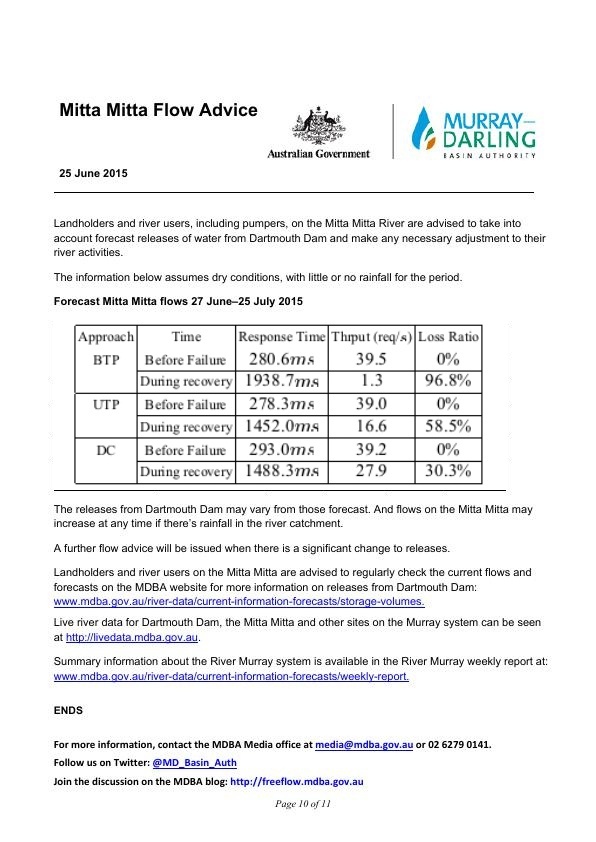 Mitta Mitta Flow Advice
Australian Government
MURRAY–
DARLING
BASIN AUTHORITY
25 June 2015
Landholders and river users, including pumpers, on the Mitta Mitta River are advised to take into
account forecast releases of water from Dartmouth Dam and make any necessary adjustment to their
river activities.
The information below assumes dry conditions, with little or no rainfall for the period.
Forecast Mitta Mitta flows 27 June–25 July 2015
Approach Time Response Time Thrput (req/s) Loss Ratio
BTP Before Failure 280.6ms 39.5 0%
During recovery 1938.7ms 1.3 96.8%
UTP Before Failure 278.3ms 39.0 0%
During recovery 1452.0ms 16.6 58.5%
DC Before Failure 293.0ms 39.2 0%
During recovery 1488.3ms 27.9 30.3%
The releases from Dartmouth Dam may vary from those forecast. And flows on the Mitta Mitta may
increase at any time if there's rainfall in the river catchment.
A further flow advice will be issued when there is a significant change to releases.
Landholders and river users on the Mitta Mitta are advised to regularly check the current flows and
forecasts on the MDBA website for more information on releases from Dartmouth Dam:
www.mdba.gov.au/river-data/current-information-forecasts/storage-volumes.
Live river data for Dartmouth Dam, the Mitta Mitta and other sites on the Murray system can be seen
at http://livedata.mdba.gov.au.
Summary information about the River Murray system is available in the River Murray weekly report at:
www.mdba.gov.au/river-data/current-information-forecasts/weekly-report.
ENDS
For more information, contact the MDBA Media office at media@mdba.gov.au or 02 6279 0141.
Follow us on Twitter: @MD_Basin_Auth
Join the discussion on the MDBA blog: http://freeflow.mdba.gov.au
Page 10 of 11